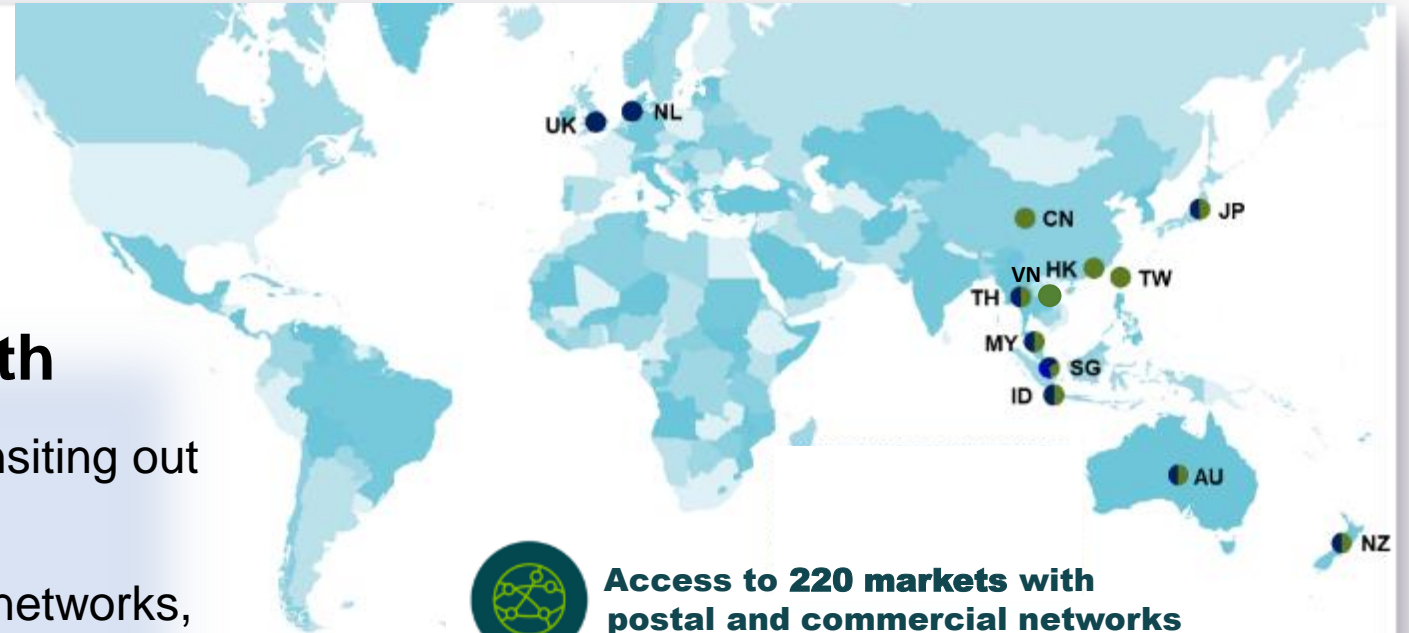 UK
NL
CN
JP
VN
HK
TW
TH
MY
SG
ID
AU
NZ
th
nsiting out
networks,
Access to 220 markets with
postal and commercial networks